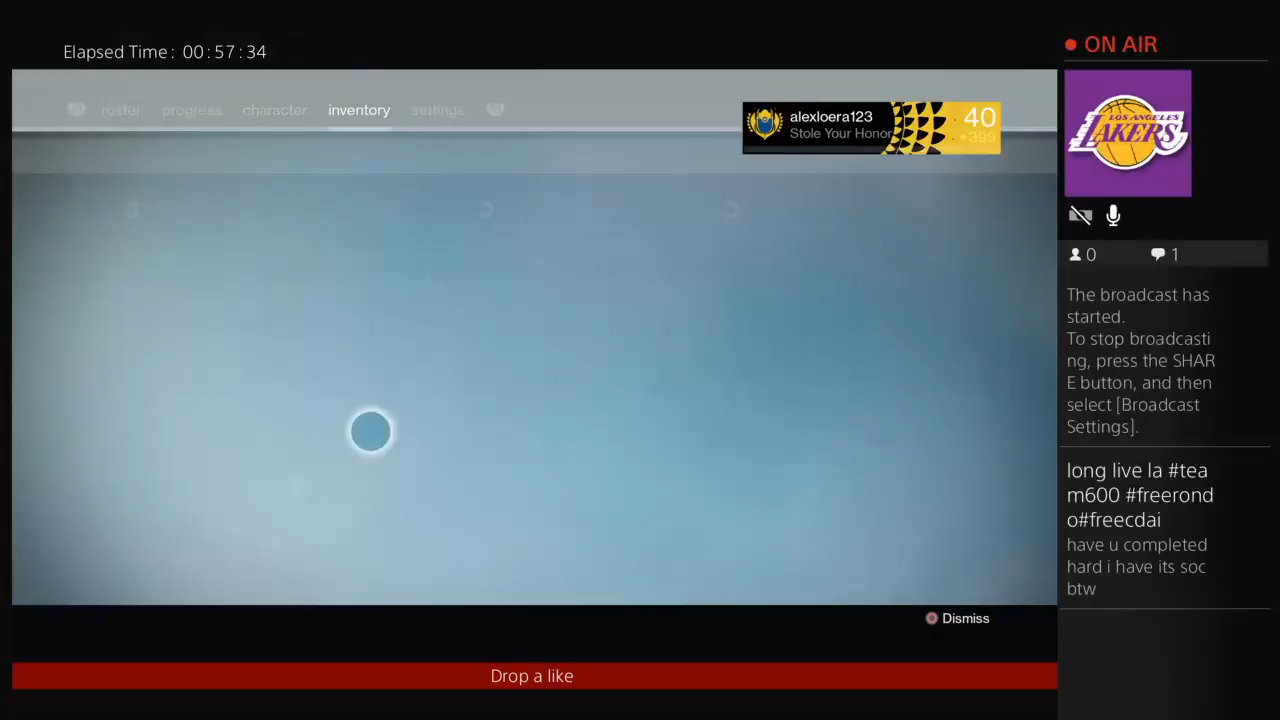 Elapsed Time: 00:57:34
ON AIR
roster progress character inventory settings
alexloera123
Stole Your Honor
40
399
LOS ANGELES
LAKERS
0 1
The broadcast has
started.
To stop broadcasti
ng, press the SHAR
E button, and then
select [Broadcast
Settings].
long live la #tea
m600 #freerond
o#freecdai
have u completed
hard i have its soc
btw
Dismiss
Drop a like